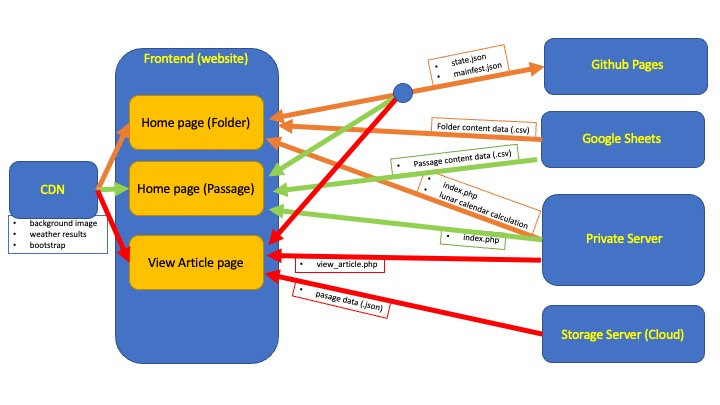 Frontend (website)
state.json
mainfest.json
Github Pages
Home page (Folder)
Folder content data (.csv)
Google Sheets
Passage content data (.csv)
CDN
Home page (Passage)
index.php
lunar calendar calculation
background image
weather results
bootstrap
index.php
Private Server
View Article page
view_article.php
pasage data (.json)
Storage Server (Cloud)